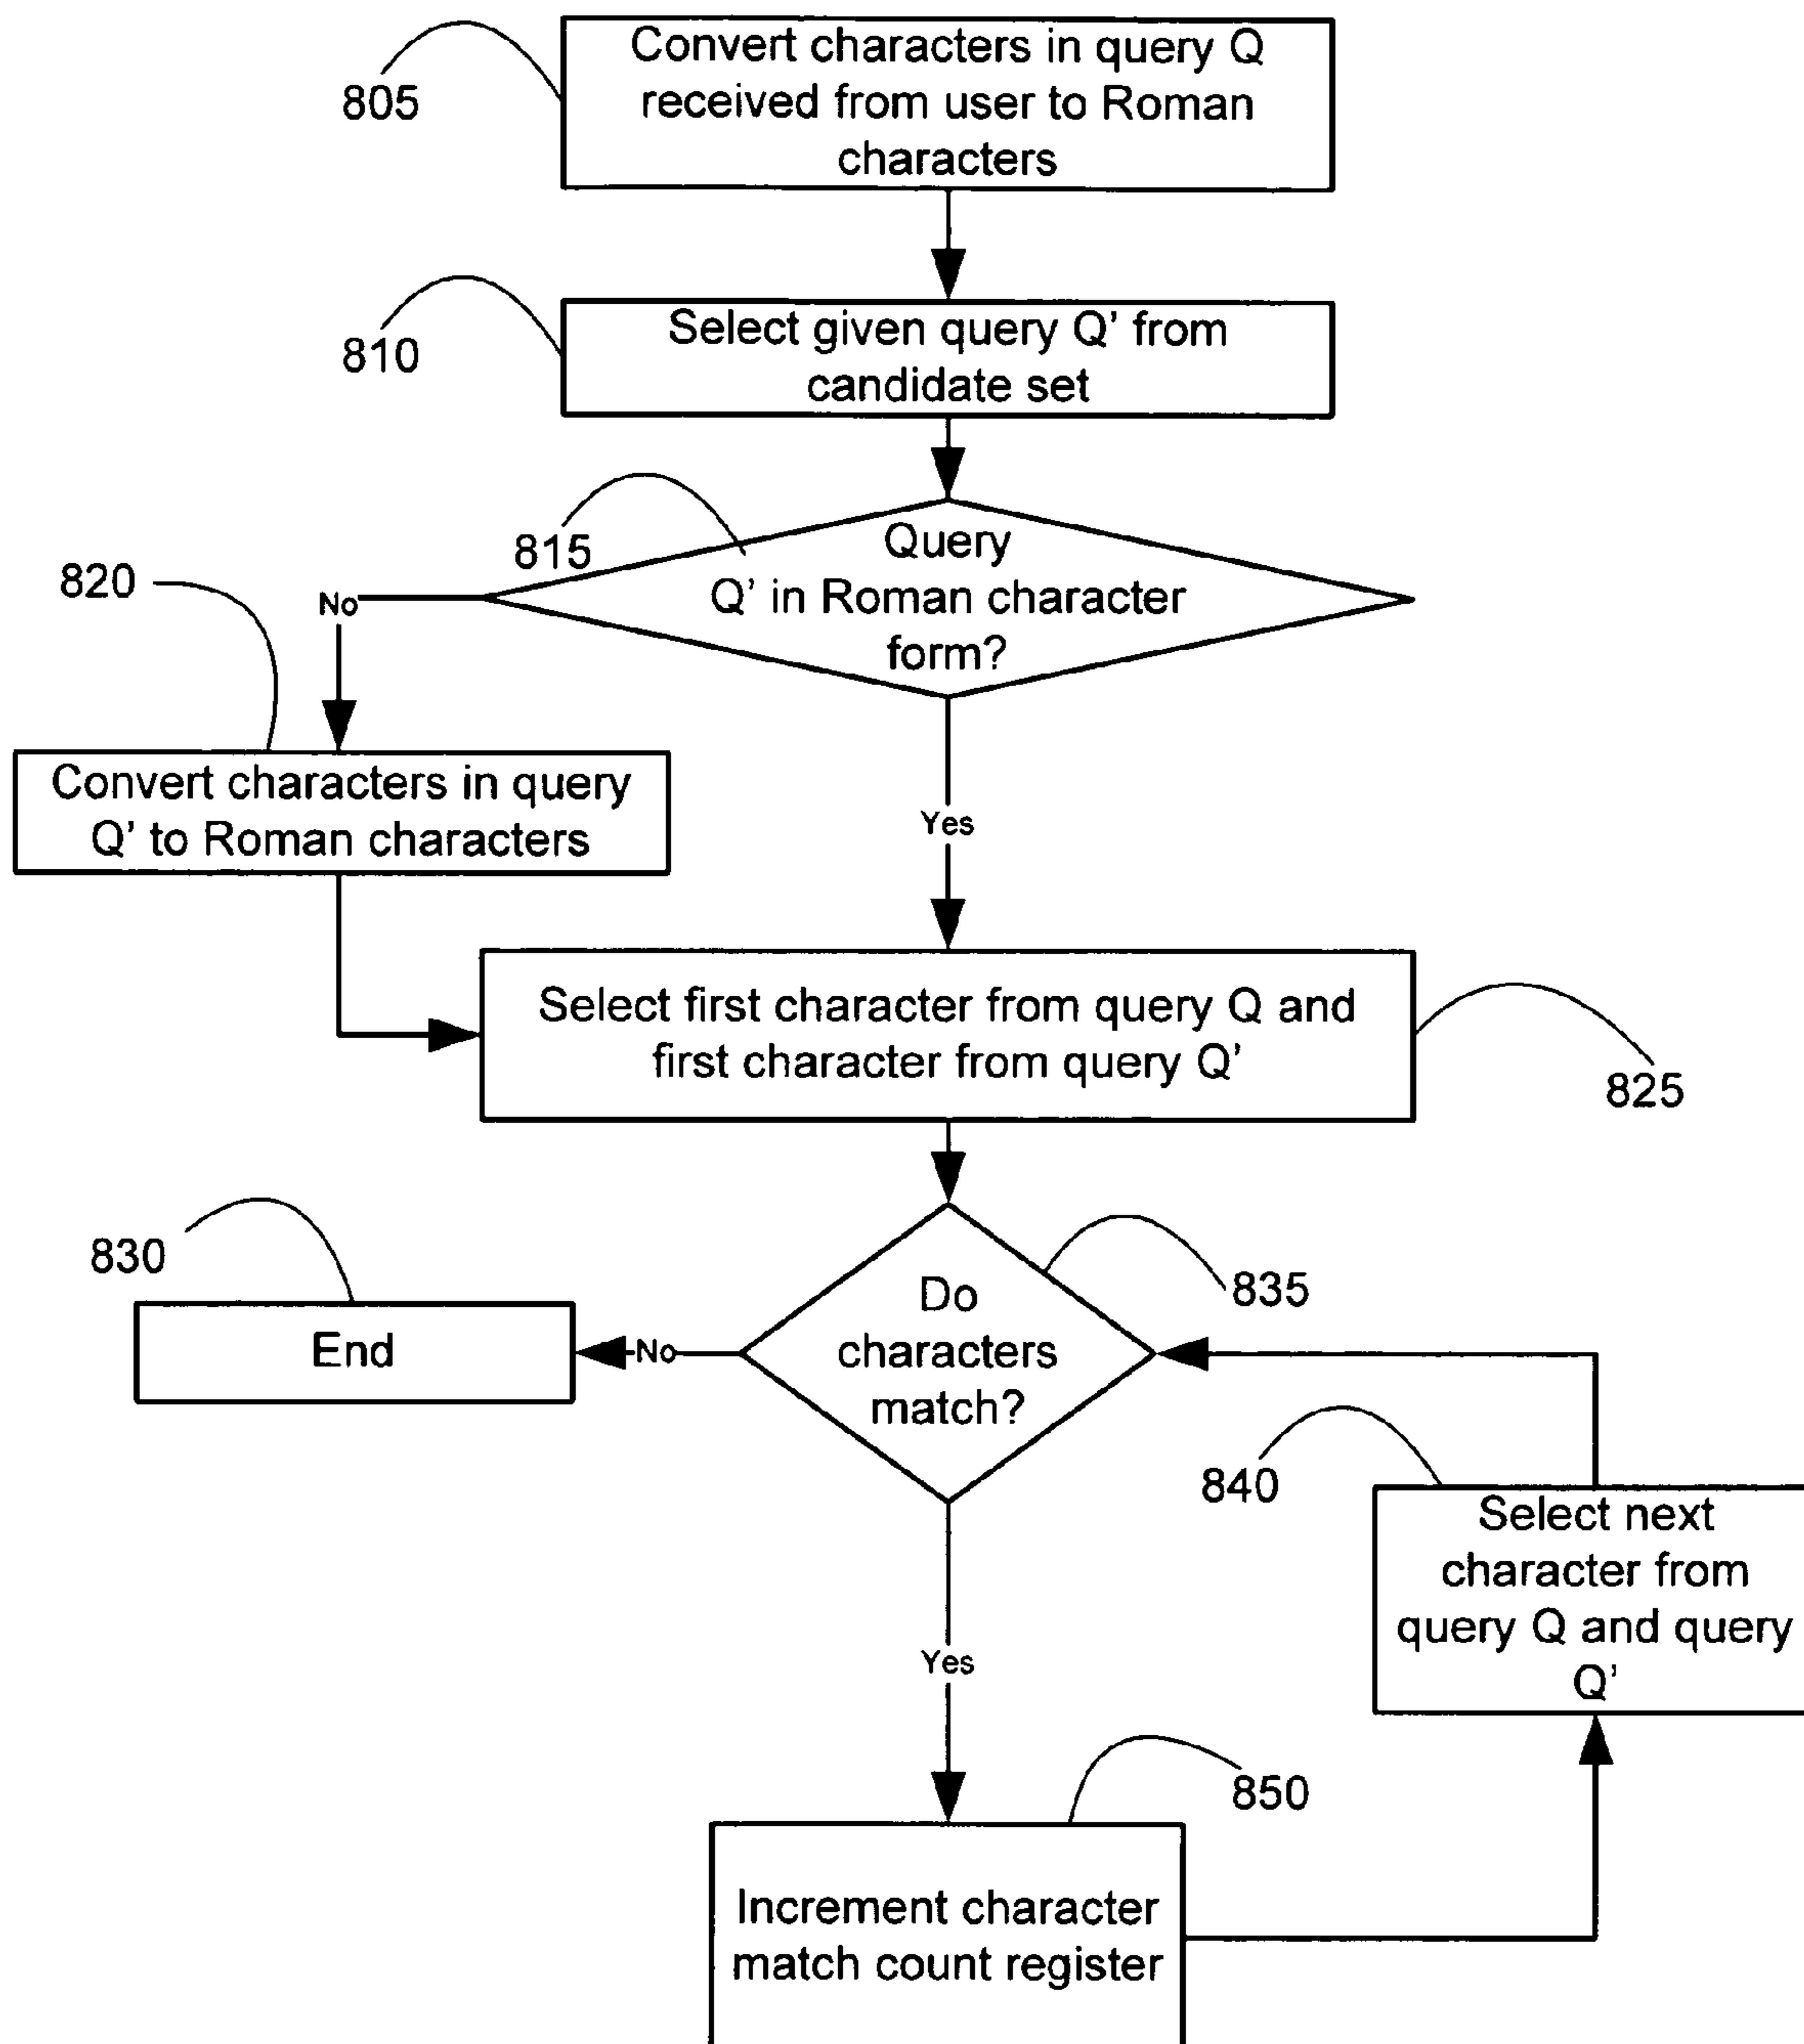 Convert characters in query Q
received from user to Roman
characters
805
Select given query Q’ from
candidate set
810
Query
Q’ in Roman character
form?
815
820
No
Convert characters in query
Q’ to Roman characters
Yes
Select first character from query Q and
first character from query Q’
825
830
End
No
Do
characters
match?
835
840
Select next
character from
query Q and query
Q’
Yes
850
Increment character
match count register